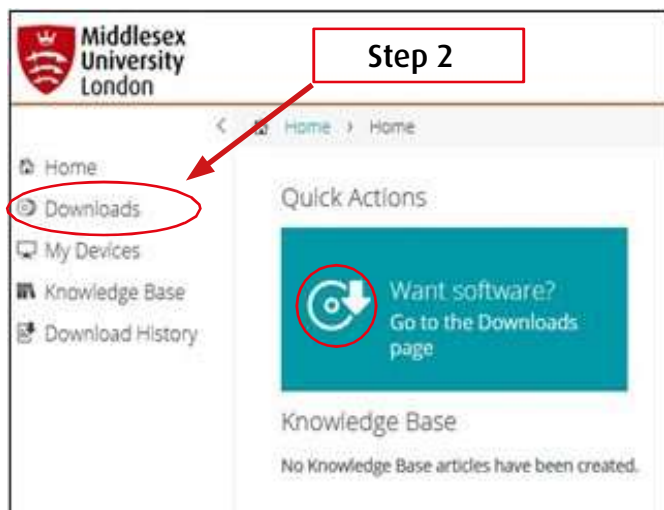 Middlesex
University
London
Step 2
< Home > Home
Home
Downloads
My Devices
Knowledge Base
Download History
Quick Actions
Want software?
Go to the Downloads
page
Knowledge Base
No Knowledge Base articles have been created.